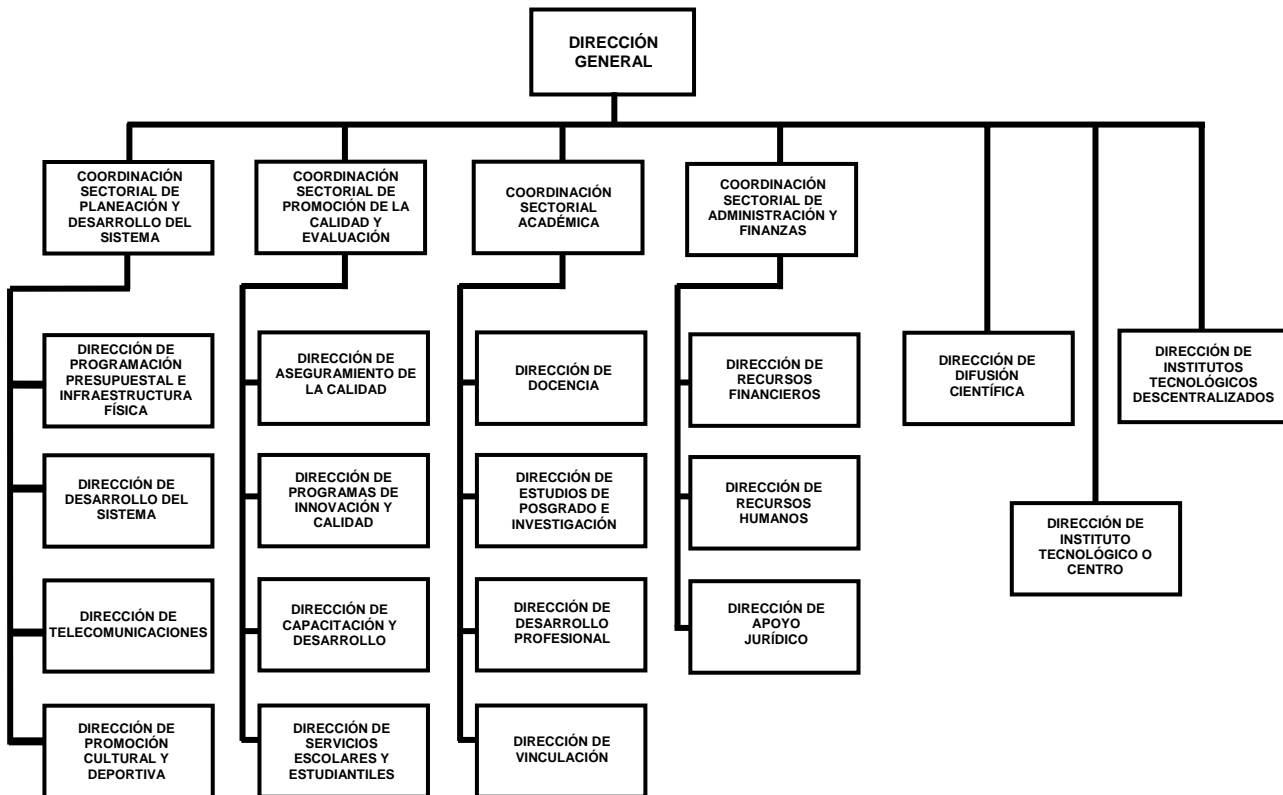 DIRECCIÓN
GENERAL
COORDINACIÓN
SECTORIAL DE
PLANEACIÓN Y
DESARROLLO DEL
SISTEMA
COORDINACIÓN
SECTORIAL DE
PROMOCIÓN DE LA
CALIDAD Y
EVALUACIÓN
COORDINACIÓN
SECTORIAL
ACADÉMICA
COORDINACIÓN
SECTORIAL DE
ADMINISTRACIÓN Y
FINANZAS
DIRECCIÓN DE
PROGRAMACIÓN
PRESUPUESTAL E
INFRAESTRUCTURA
FÍSICA
DIRECCIÓN DE
ASEGURAMIENTO DE
LA CALIDAD
DIRECCIÓN DE
DOCENCIA
DIRECCIÓN DE
RECURSOS
FINANCIEROS
DIRECCIÓN DE
DIFUSIÓN
CIENTÍFICA
DIRECCIÓN DE
INSTITUTOS
TECNOLÓGICOS
DESCENTRALIZADOS
DIRECCIÓN DE
DESARROLLO DEL
SISTEMA
DIRECCIÓN DE
PROGRAMAS DE
INNOVACIÓN Y
CALIDAD
DIRECCIÓN DE
ESTUDIOS DE
POSGRADO E
INVESTIGACIÓN
DIRECCIÓN DE
RECURSOS
HUMANOS
DIRECCIÓN DE
INSTITUTO
TECNOLÓGICO O
CENTRO
DIRECCIÓN DE
TELECOMUNICACIONES
DIRECCIÓN DE
CAPACITACIÓN Y
DESARROLLO
DIRECCIÓN DE
DESARROLLO
PROFESIONAL
DIRECCIÓN DE
APOYO
JURÍDICO
DIRECCIÓN DE
PROMOCIÓN
CULTURAL Y
DEPORTIVA
DIRECCIÓN DE
SERVICIOS
ESCOLARES Y
ESTUDIANTILES
DIRECCIÓN DE
VINCULACIÓN